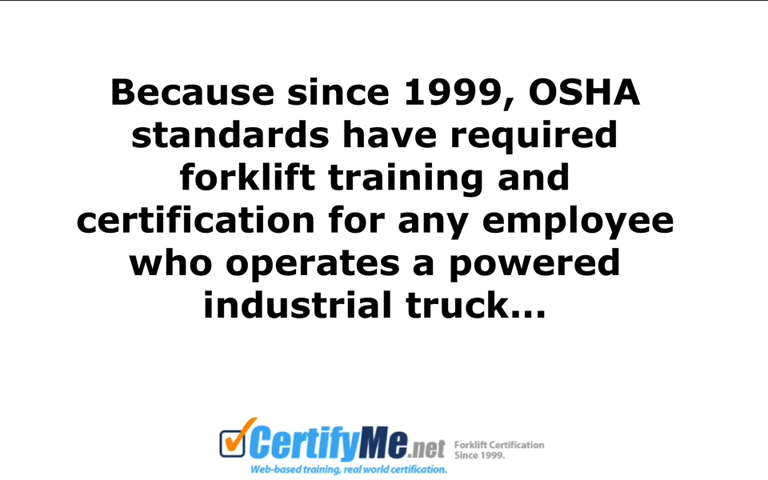 Because since 1999, OSHA
standards have required
forklift training and
certification for any employee
who operates a powered
industrial truck...
CertifyMe.net
Forklift Certification
Since 1999.
Web-based training, real world certification.